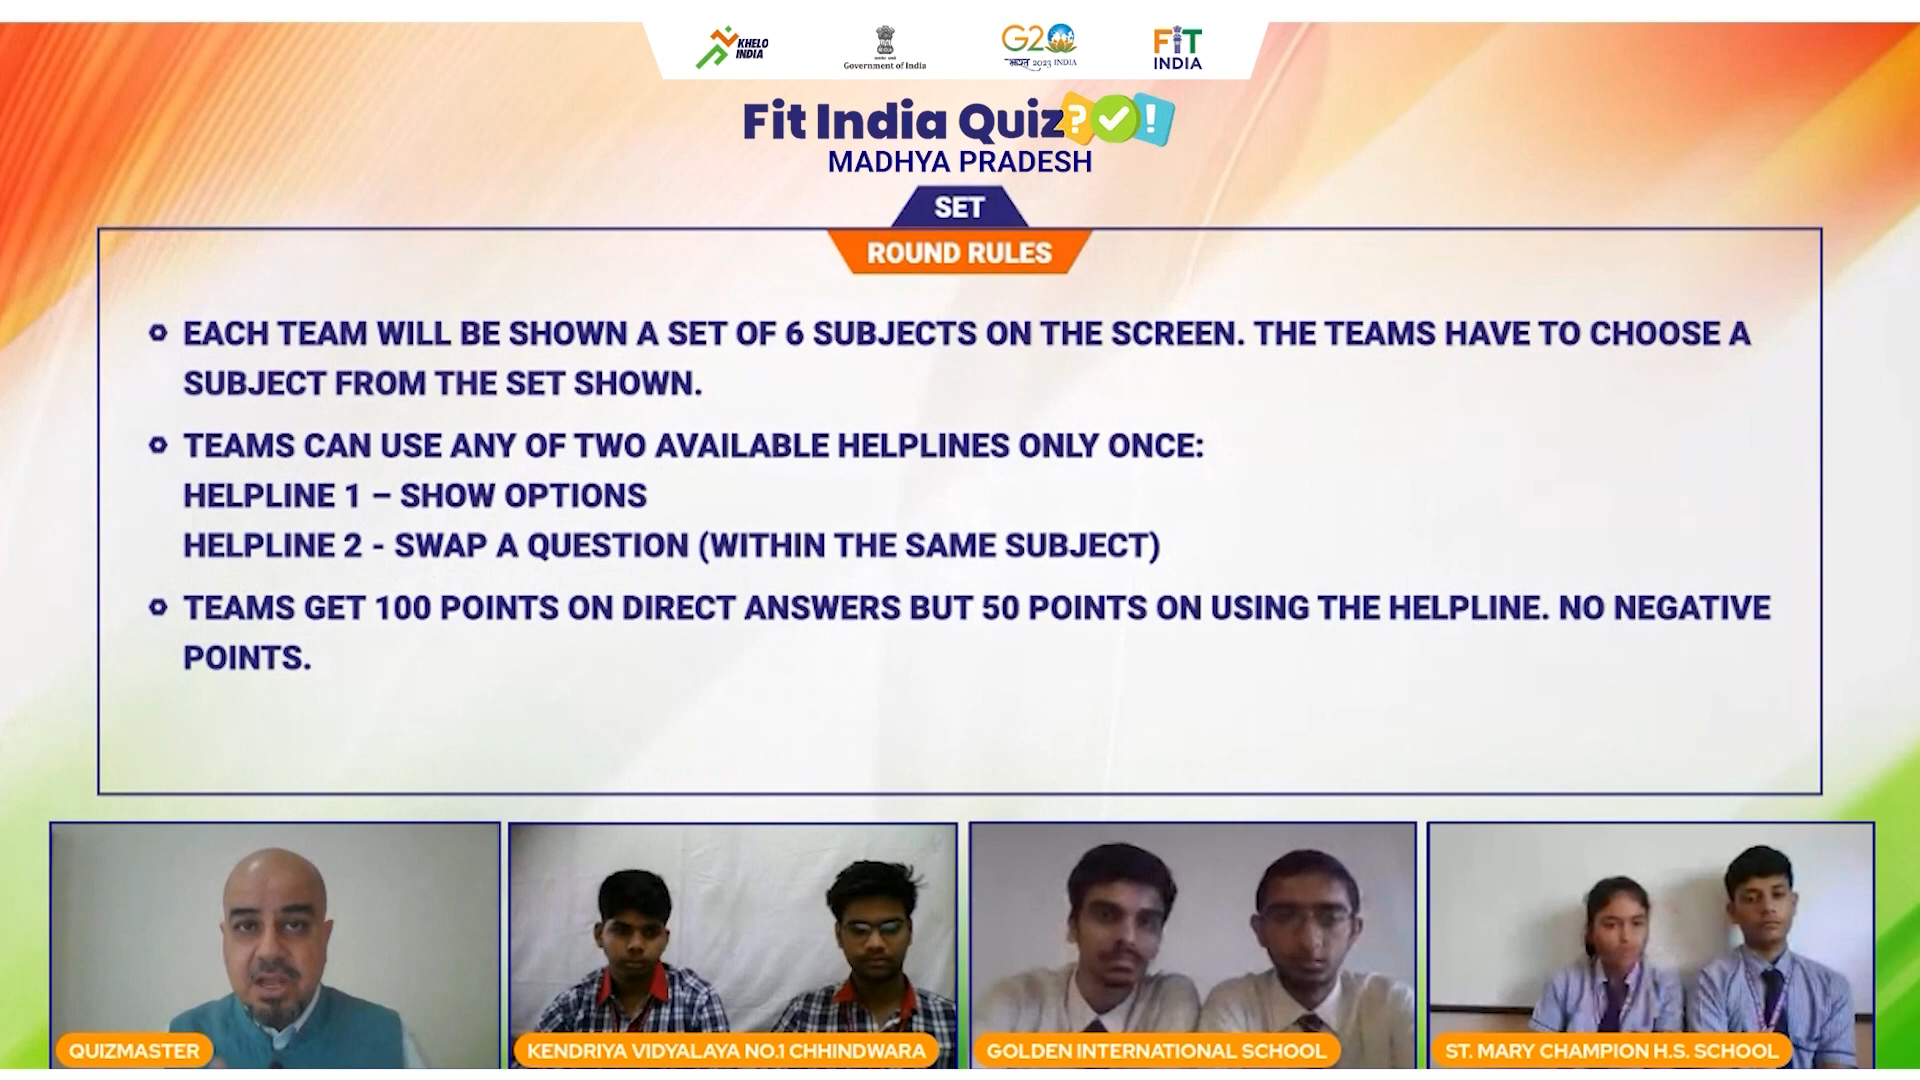 KHELO
INDIA
Government of India
G20
भारत 2023 INDIA
FIT
INDIA
Fit India Quiz?!
MADHYA PRADESH
SET
ROUND RULES
EACH TEAM WILL BE SHOWN A SET OF 6 SUBJECTS ON THE SCREEN. THE TEAMS HAVE TO CHOOSE A
SUBJECT FROM THE SET SHOWN.
TEAMS CAN USE ANY OF TWO AVAILABLE HELPLINES ONLY ONCE:
HELPLINE 1 – SHOW OPTIONS
HELPLINE 2 - SWAP A QUESTION (WITHIN THE SAME SUBJECT)
TEAMS GET 100 POINTS ON DIRECT ANSWERS BUT 50 POINTS ON USING THE HELPLINE. NO NEGATIVE
POINTS.
QUIZMASTER
KENDRIYA VIDYALAYA NO.1 CHHINDWARA
GOLDEN INTERNATIONAL SCHOOL
ST. MARY CHAMPION H.S. SCHOOL